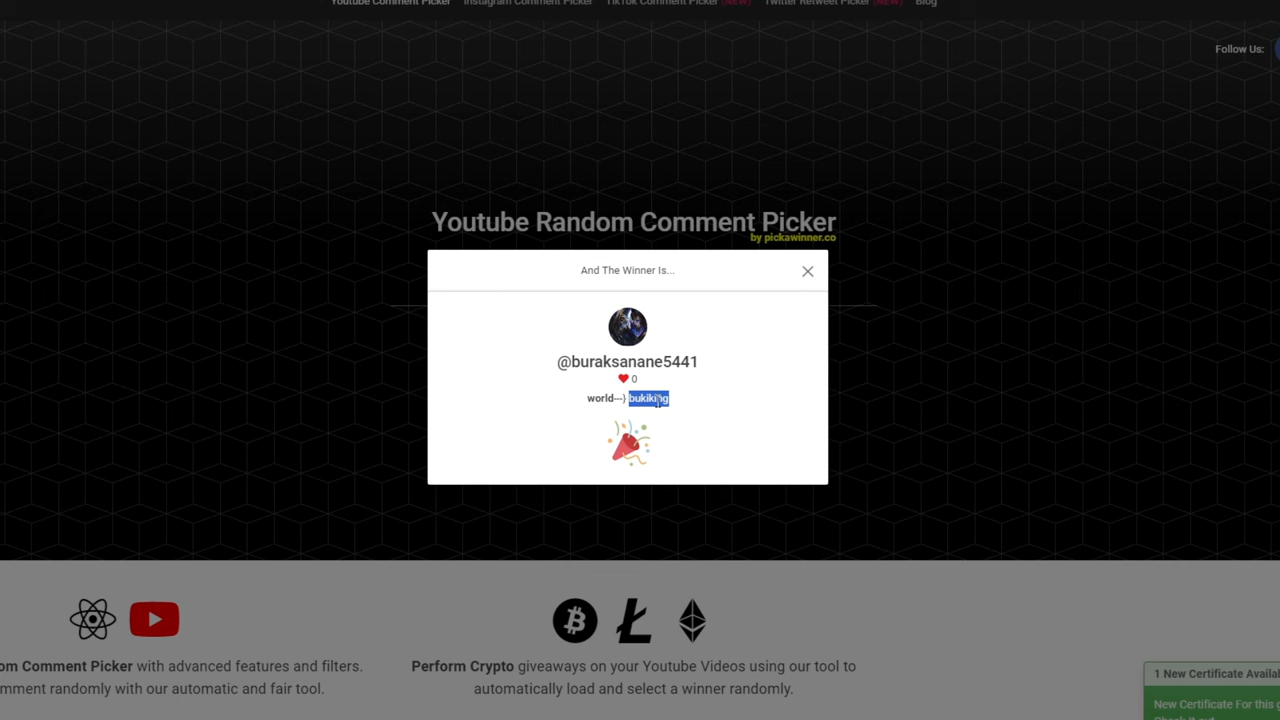 Youtube Comment Picker Instagram Comment Picker TikTok Comment Picker (NEW) Twitter Retweet Picker (NEW) Blog
Follow Us:
Youtube Random Comment Picker
by pickawinner.co
And The Winner Is...
@buraksanane5441
0
world---} bukiking
om Comment Picker with advanced features and filters.
mment randomly with our automatic and fair tool.
Perform Crypto giveaways on your Youtube Videos using our tool to
automatically load and select a winner randomly.
1 New Certificate Availa
New Certificate For this g